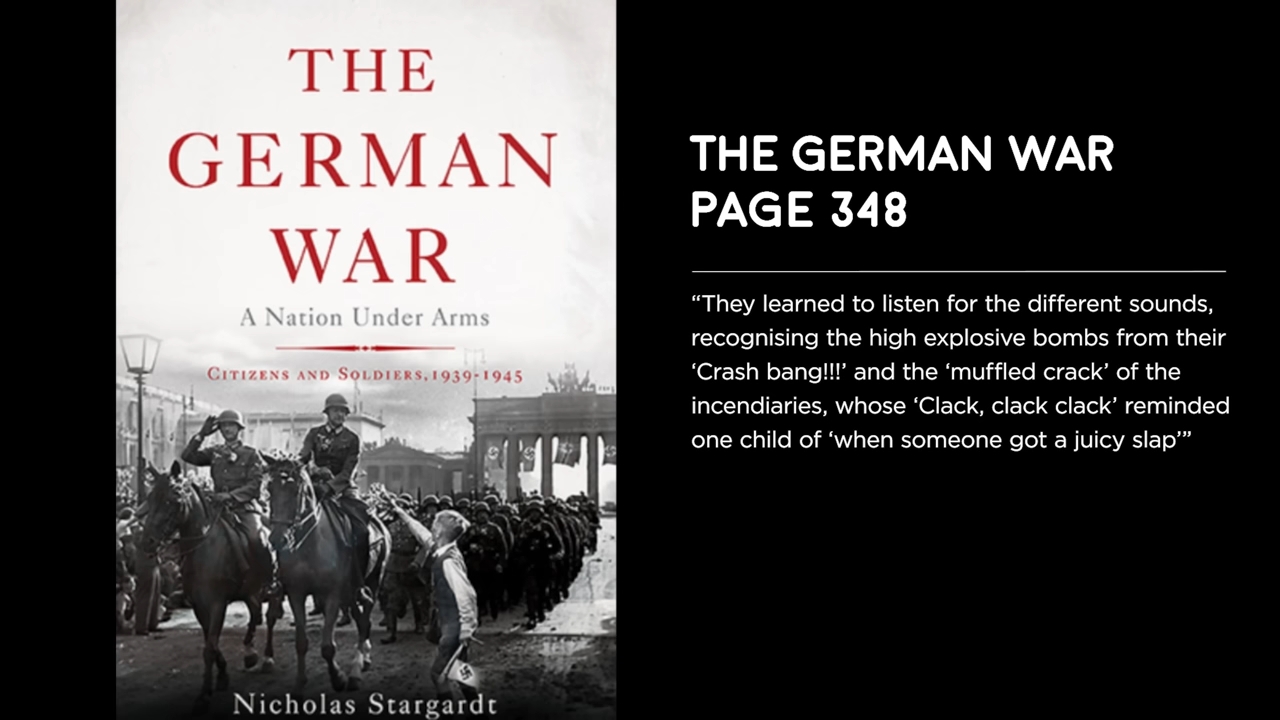 THE
GERMAN
WAR
A Nation Under Arms
CITIZENS AND SOLDIERS, 1939-1945
Nicholas Stargardt
THE GERMAN WAR
PAGE 348
“They learned to listen for the different sounds,
recognising the high explosive bombs from their
‘Crash bang!!!’ and the ‘muffled crack’ of the
incendiaries, whose ‘Clack, clack clack’ reminded
one child of ‘when someone got a juicy slap’”